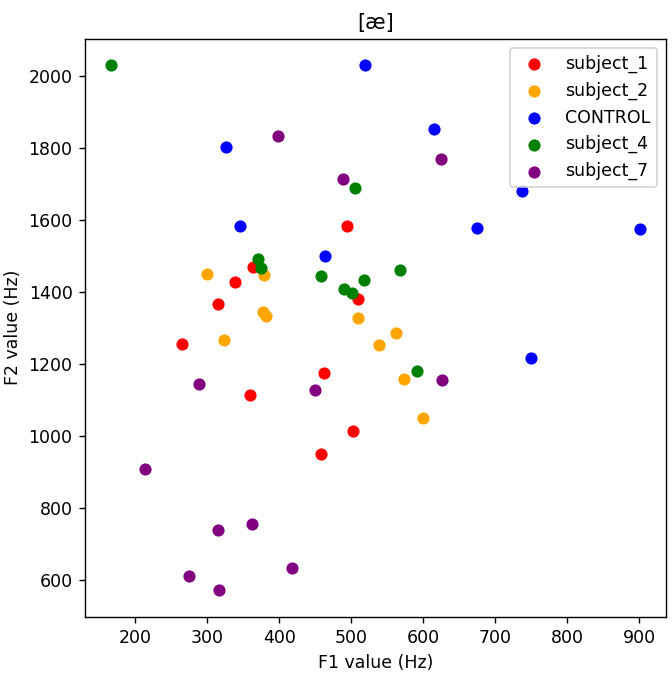 [æ]
subject_1
subject_2
CONTROL
subject_4
subject_7
2000
1800
1600
1400
1200
1000
800
600
F2 value (Hz)
200 300 400 500 600 700 800 900
F1 value (Hz)